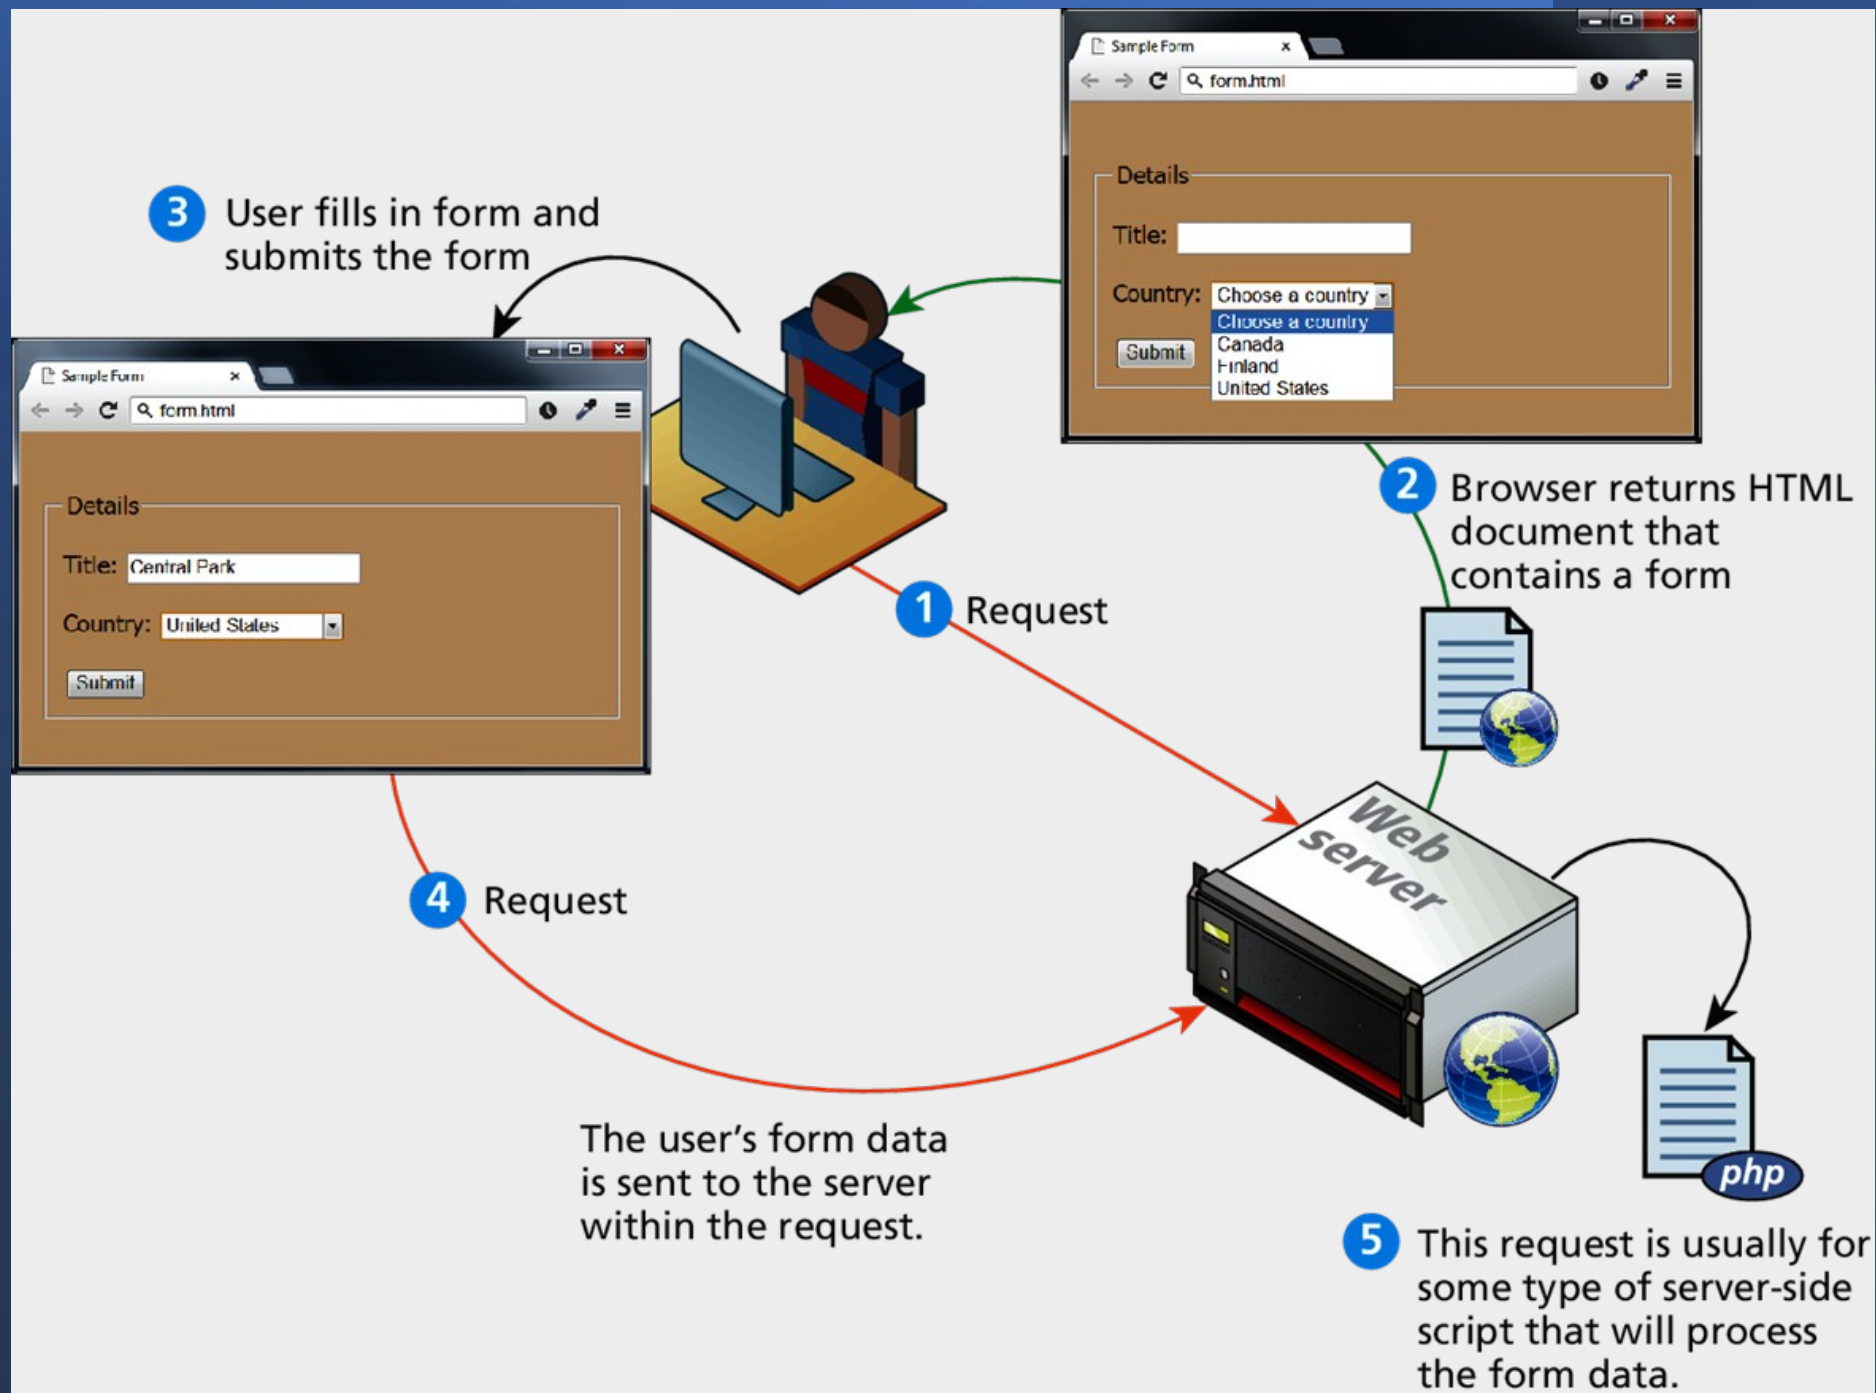 Sample Form
form.html
Details
Title:
Country: Choose a country
Choose a country
Canada
Finland
United States
Submit
3 User fills in form and
submits the form
Sample Form
form.html
Details
Title: Central Park
Country: United States
Submit
2 Browser returns HTML
document that
contains a form
1 Request
Web
server
4 Request
The user's form data
is sent to the server
within the request.
php
5 This request is usually for
some type of server-side
script that will process
the form data.